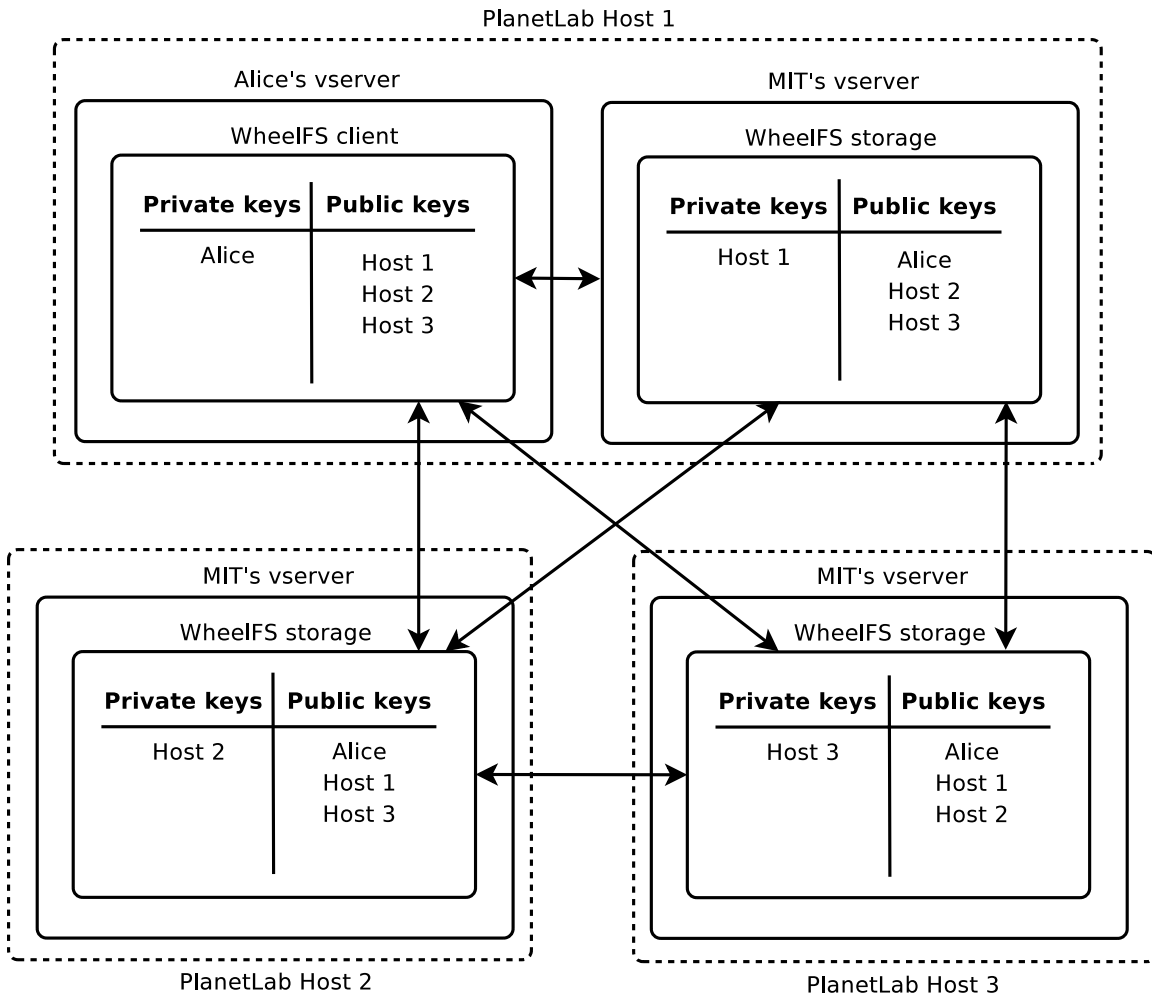 PlanetLab Host 1
Alice's vserver
WheelFS client
Private keys Public keys
Alice
Host 1
Host 2
Host 3
MIT's vserver
WheelFS storage
Private keys Public keys
Host 1
Alice
Host 2
Host 3
MIT's vserver
WheelFS storage
Private keys Public keys
Host 2
Alice
Host 1
Host 3
PlanetLab Host 2
MIT's vserver
WheelFS storage
Private keys Public keys
Host 3
Alice
Host 1
Host 2
PlanetLab Host 3